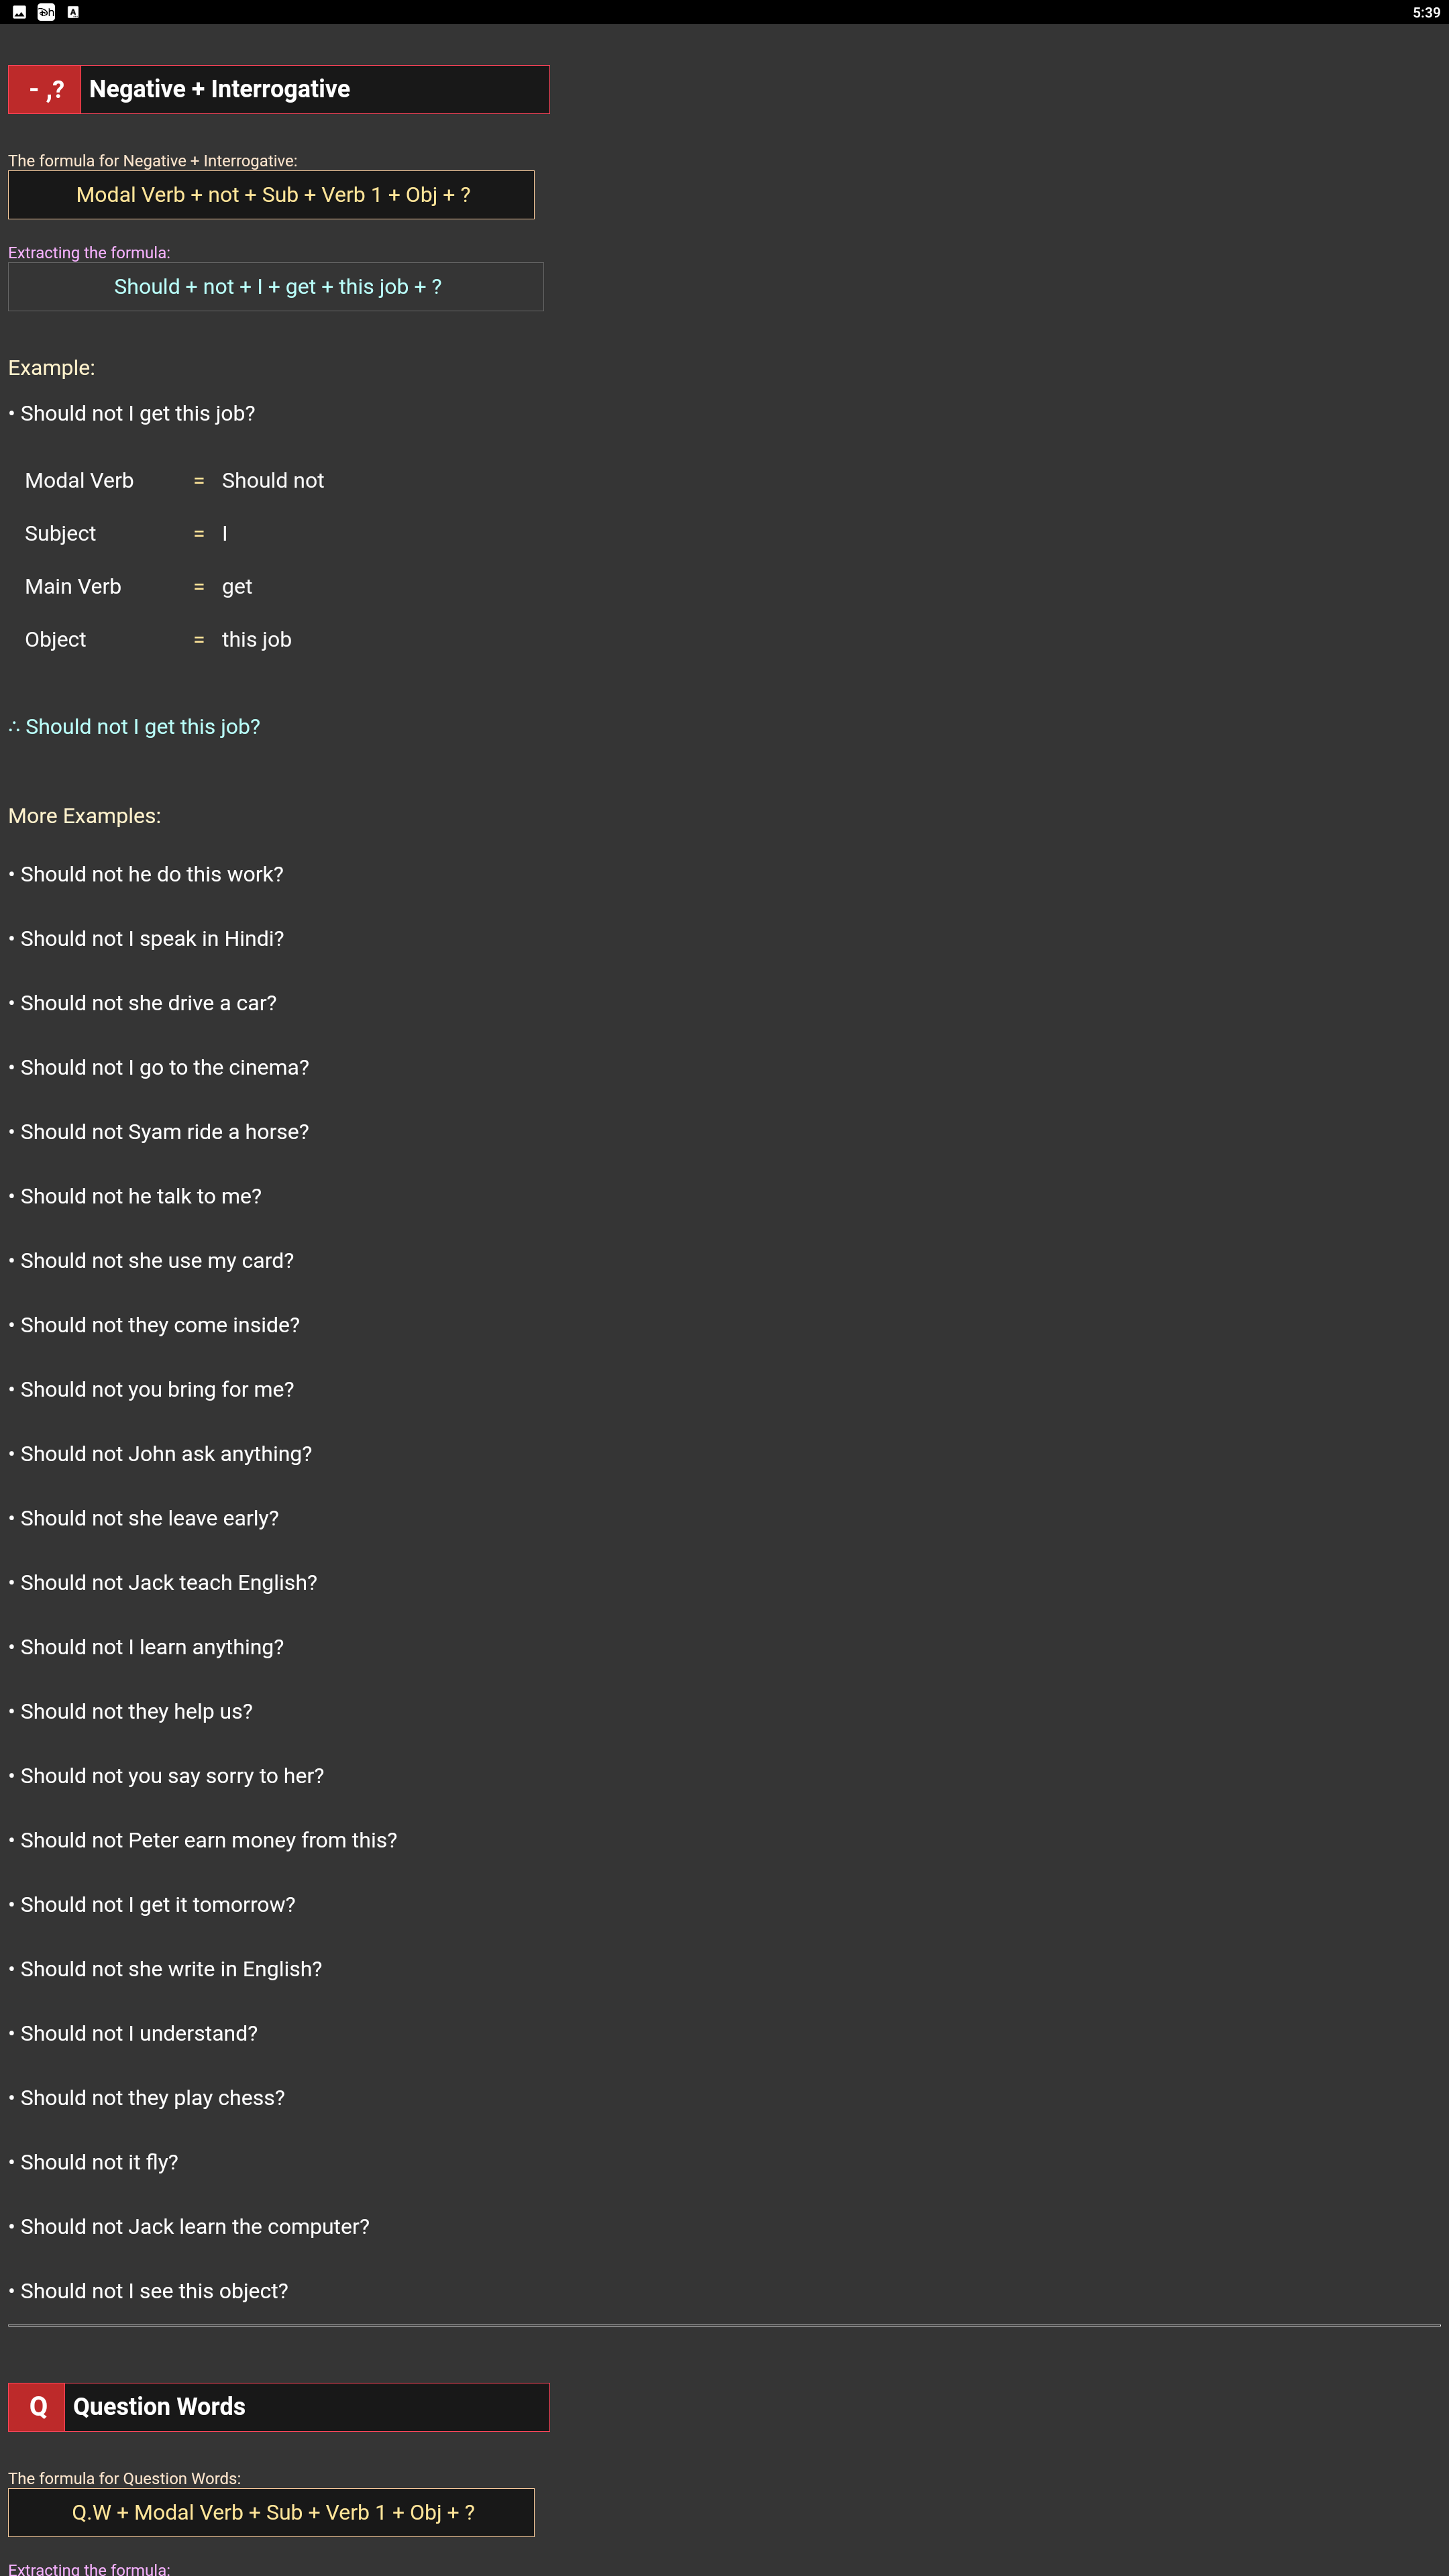 5:39
- ,? Negative + Interrogative
The formula for Negative + Interrogative:
Modal Verb + not + Sub + Verb 1 + Obj + ?
Extracting the formula:
Should + not + I + get + this job + ?
Example:
• Should not I get this job?
Modal Verb = Should not
Subject = I
Main Verb = get
Object = this job
∴ Should not I get this job?
More Examples:
• Should not he do this work?
• Should not I speak in Hindi?
• Should not she drive a car?
• Should not I go to the cinema?
• Should not Syam ride a horse?
• Should not he talk to me?
• Should not she use my card?
• Should not they come inside?
• Should not you bring for me?
• Should not John ask anything?
• Should not she leave early?
• Should not Jack teach English?
• Should not I learn anything?
• Should not they help us?
• Should not you say sorry to her?
• Should not Peter earn money from this?
• Should not I get it tomorrow?
• Should not she write in English?
• Should not I understand?
• Should not they play chess?
• Should not it fly?
• Should not Jack learn the computer?
• Should not I see this object?
Q Question Words
The formula for Question Words:
Q.W + Modal Verb + Sub + Verb 1 + Obj + ?
Extracting the formula: